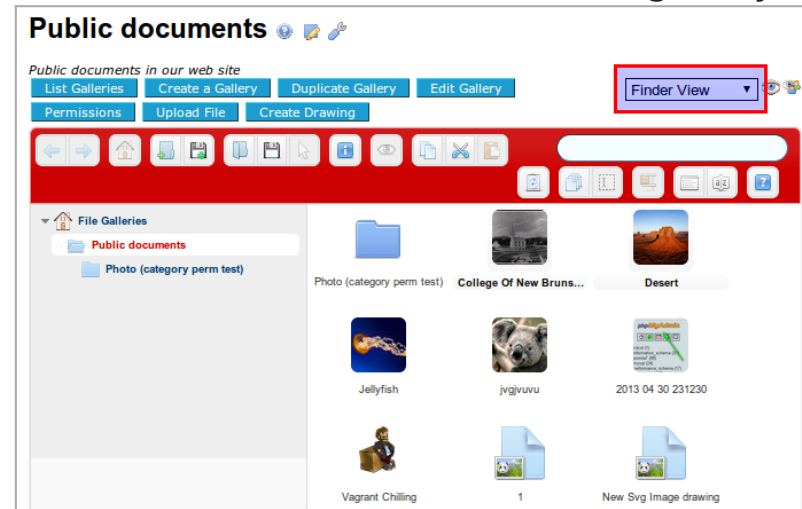 Public documents
Public documents in our web site
List Galleries Create a Gallery Duplicate Gallery Edit Gallery
Finder View
Permissions Upload File Create Drawing
File Galleries
Public documents
Photo (category perm test)
Photo (category perm test) College Of New Bruns... Desert
phpMyAdmin
Jellyfish jvgjvuvu 2013 04 30 231230
Vagrant Chilling 1 New Svg Image drawing